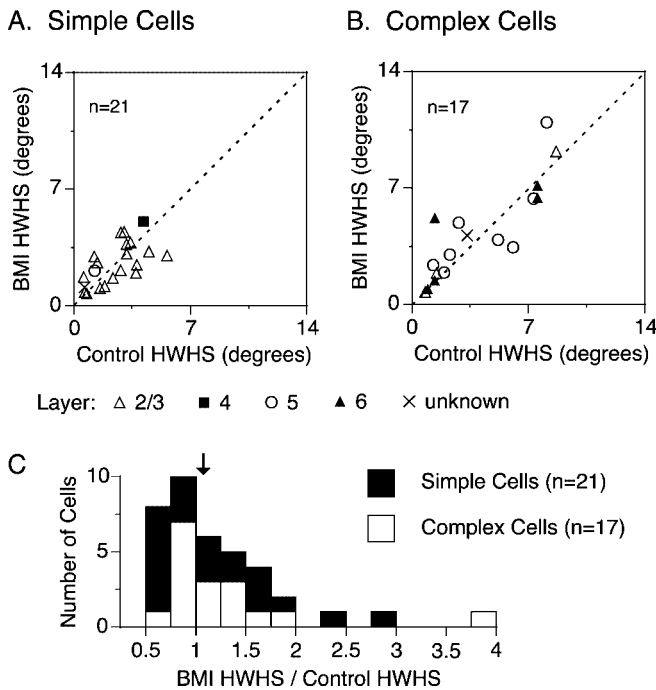 A. Simple Cells
B. Complex Cells
14
n=21
BMI HWHS (degrees)
7
0
0 7 14
Control HWHS (degrees)
14
n=17
BMI HWHS (degrees)
7
0
0 7 14
Control HWHS (degrees)
Layer: 2/3 4 5 6 unknown
C
10
Number of Cells
5
0
0.5 1 1.5 2 2.5 3 3.5 4
BMI HWHS / Control HWHS
Simple Cells (n=21)
Complex Cells (n=17)